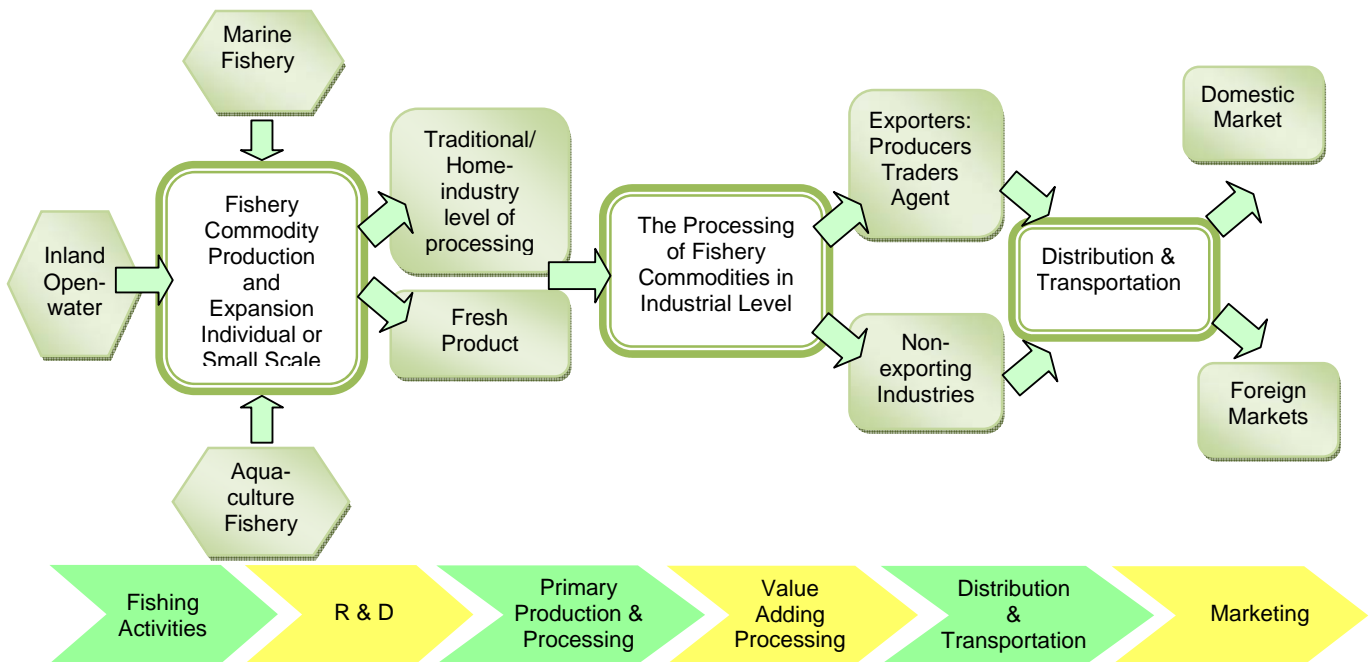 Marine
Fishery
Inland
Open-
water
Fishery
Commodity
Production
and
Expansion
Individual or
Small Scale
Aqua-
culture
Fishery
Traditional/
Home-
industry
level of
processing
Fresh
Product
The Processing
of Fishery
Commodities in
Industrial Level
Exporters:
Producers
Traders
Agent
Non-
exporting
Industries
Distribution &
Transportation
Domestic
Market
Foreign
Markets
Fishing
Activities
R & D
Primary
Production &
Processing
Value
Adding
Processing
Distribution
&
Transportation
Marketing